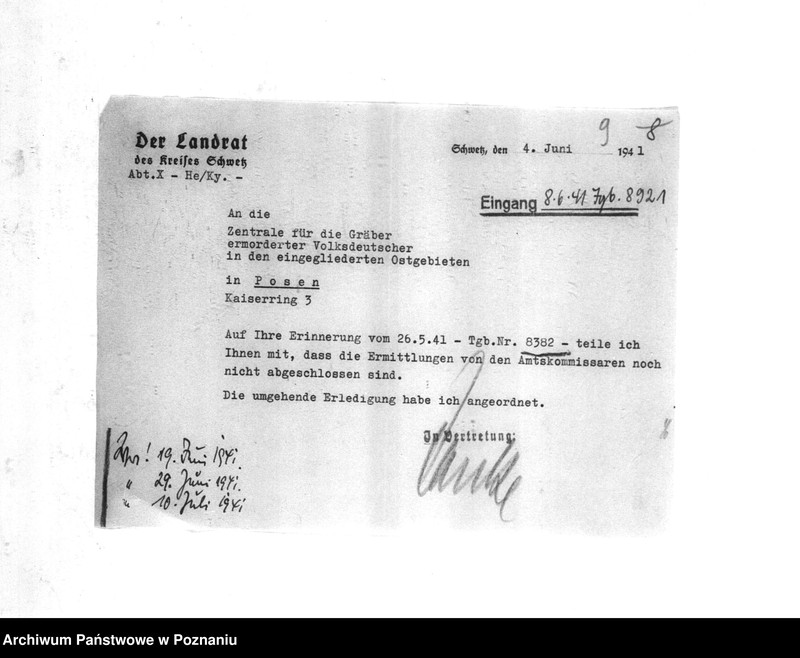 Der Landrat
des Kreises Schwetz
Abt.X - He/Ky. -
9 8
Schwetz, den 4. Juni 1941
Eingang 8.6.41 Tgb. 8921
An die
Zentrale für die Gräber
ermorderter Volksdeutscher
in den eingegliederten Ostgebieten
in Posen
Kaiserring 3
Auf Ihre Erinnerung vom 26.5.41 - Tgb.Nr. 8382 - teile ich
Ihnen mit, dass die Ermittlungen von den Amtskommissaren noch
nicht abgeschlossen sind.
Die umgehende Erledigung habe ich angeordnet.
In Vertretung:
! 19. Juni 1941.
" 29. Juni 1941.
" 10. Juli 1941
Archiwum Państwowe w Poznaniu